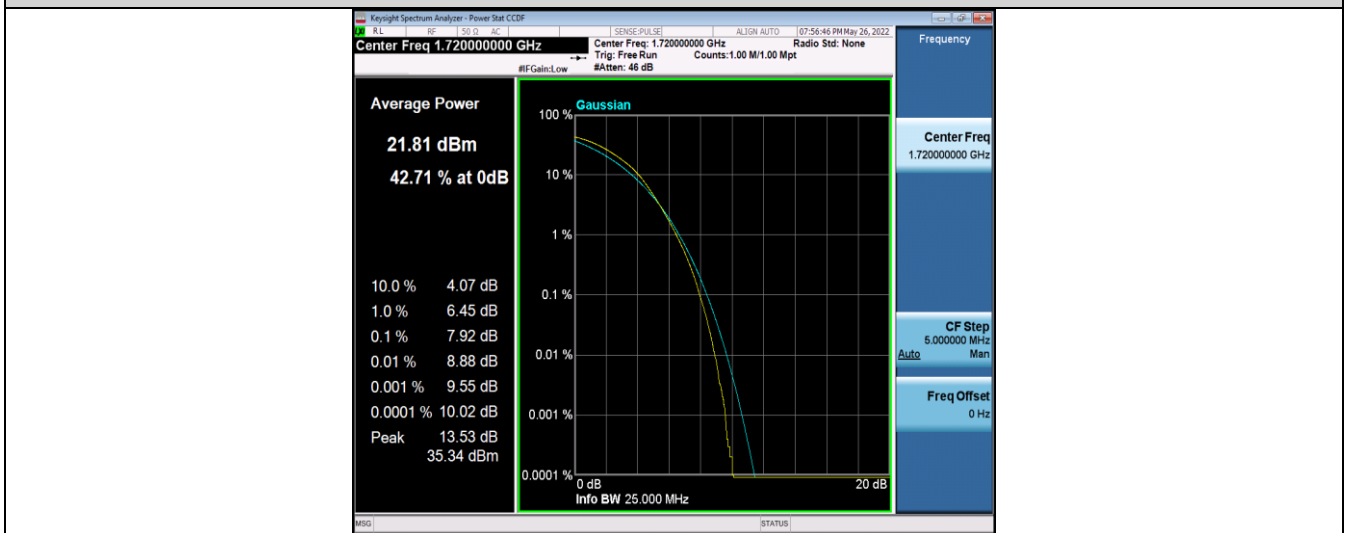 Keysight Spectrum Analyzer - Power Stat CCDF
RL RF 50 Ω AC SENSE:PULSE ALIGN AUTO 07:56:46 PM May 26, 2022
Center Freq 1.720000000 GHz
Center Freq: 1.720000000 GHz Radio Std: None
Trig: Free Run Counts:1.00 M/1.00 Mpt
#IFGain:Low #Atten: 46 dB
Frequency
Average Power
21.81 dBm
42.71 % at 0dB
10.0 % 4.07 dB
1.0 % 6.45 dB
0.1 % 7.92 dB
0.01 % 8.88 dB
0.001 % 9.55 dB
0.0001 % 10.02 dB
Peak 13.53 dB
35.34 dBm
Gaussian
100 %
10 %
1 %
0.1 %
0.01 %
0.001 %
0.0001 %
0 dB 20 dB
Info BW 25.000 MHz
Center Freq
1.720000000 GHz
CF Step
5.000000 MHz
Auto Man
Freq Offset
0 Hz
MSG STATUS